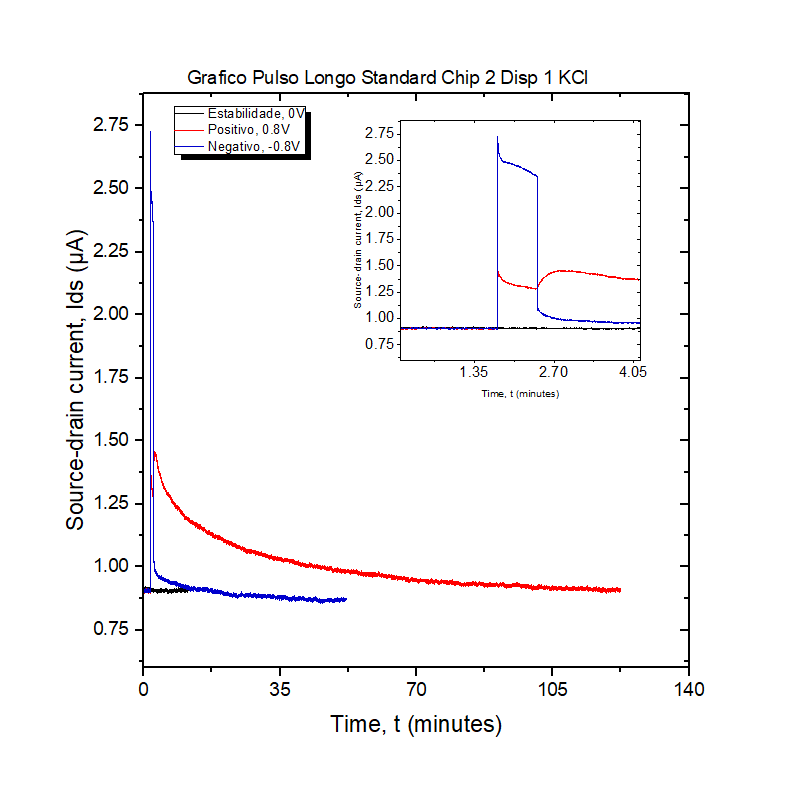 Grafico Pulso Longo Standard Chip 2 Disp 1 KCl
Estabilidade, 0V
Positivo, 0.8V
Negativo, -0.8V
Source-drain current, Ids (µA)
2.75
2.50
2.25
2.00
1.75
1.50
1.25
1.00
0.75
0 35 70 105 140
Time, t (minutes)
Source- drain current, Ids (µA)
2.75
2.50
2.25
2.00
1.75
1.50
1.25
1.00
0.75
1.35 2.70 4.05
Time, t (minutes)